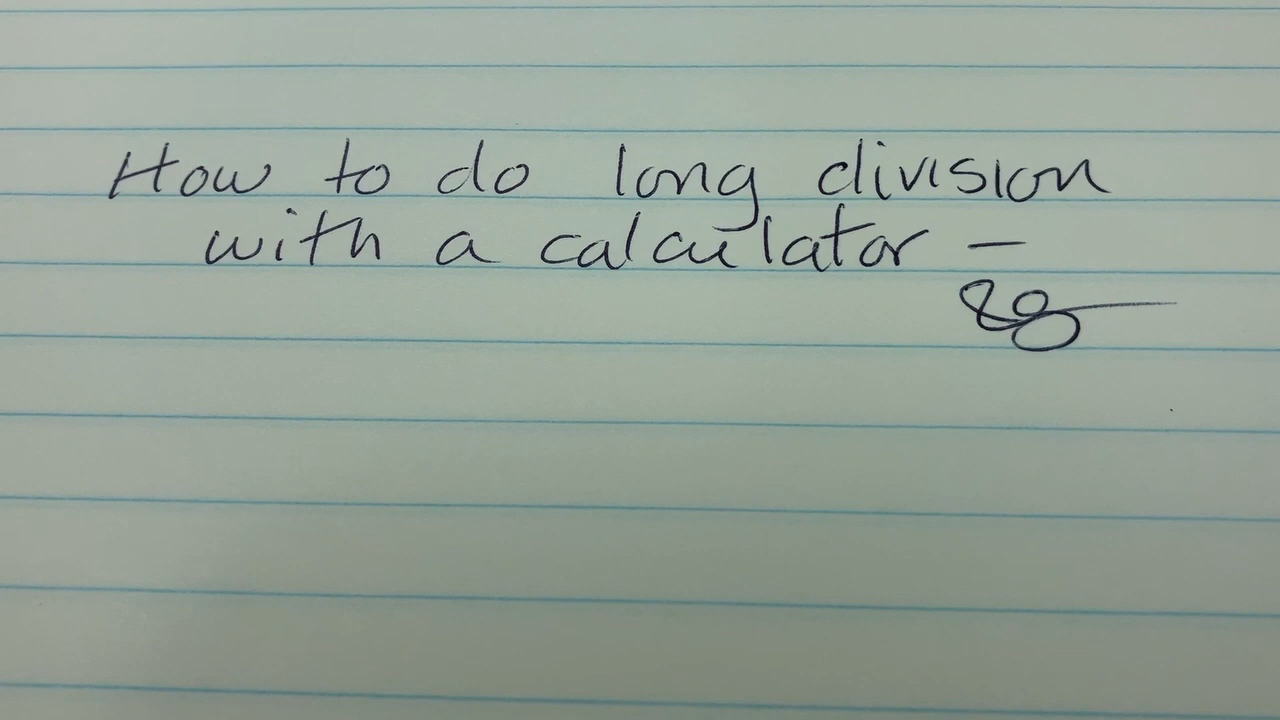 How to do long division
with a calculator –